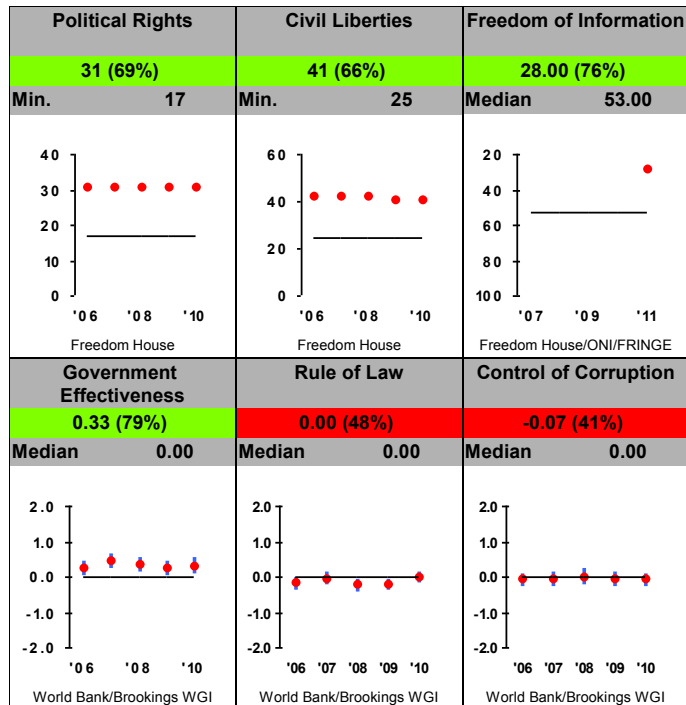 Political Rights
31 (69%)
Min. 17
40
30
20
10
0
'06 '08 '10
Freedom House
Civil Liberties
41 (66%)
Min. 25
60
40
20
0
'06 '08 '10
Freedom House
Freedom of Information
28.00 (76%)
Median 53.00
20
40
60
80
100
'07 '09 '11
Freedom House/ONI/FRINGE
Government
Effectiveness
0.33 (79%)
Median 0.00
2.0
1.0
0.0
-1.0
-2.0
'06 '08 '10
World Bank/Brookings WGI
Rule of Law
0.00 (48%)
Median 0.00
2.0
1.0
0.0
-1.0
-2.0
'06 '07 '08 '09 '10
World Bank/Brookings WGI
Control of Corruption
-0.07 (41%)
Median 0.00
2.0
1.0
0.0
-1.0
-2.0
'06 '07 '08 '09 '10
World Bank/Brookings WGI